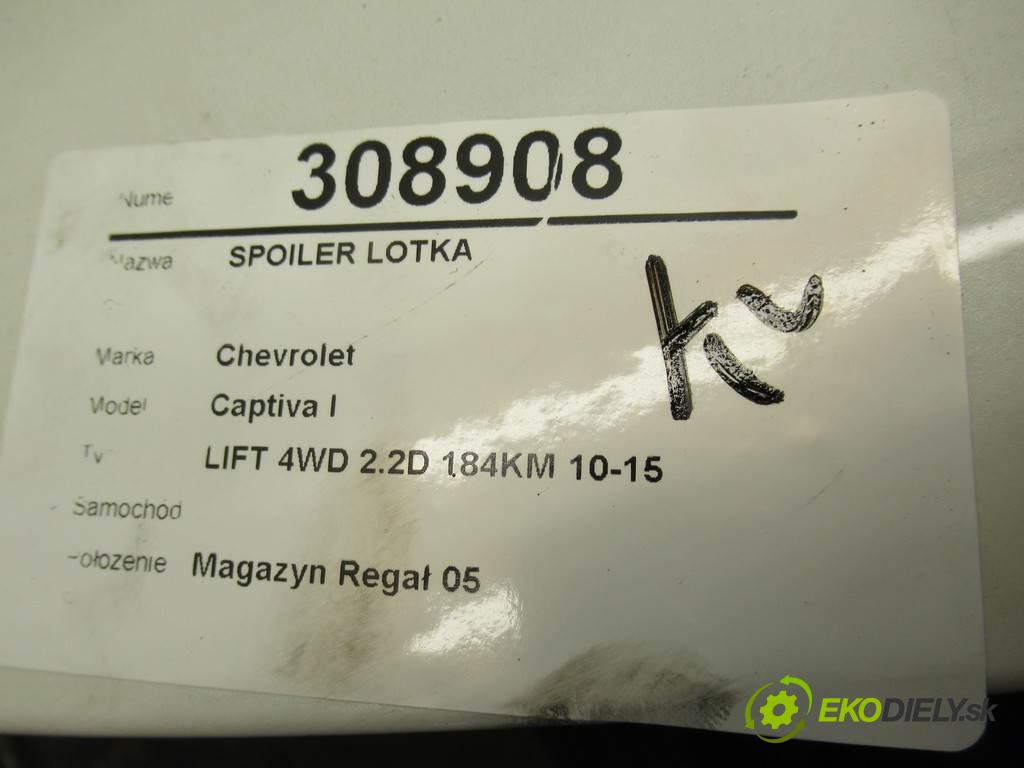 Nume 308908
Nazwa SPOILER LOTKA
Marka Chevrolet
Model Captiva I
LIFT 4WD 2.2D 184KM 10-15
Samochód
Położenie Magazyn Regał 05
EKODIELY.sk